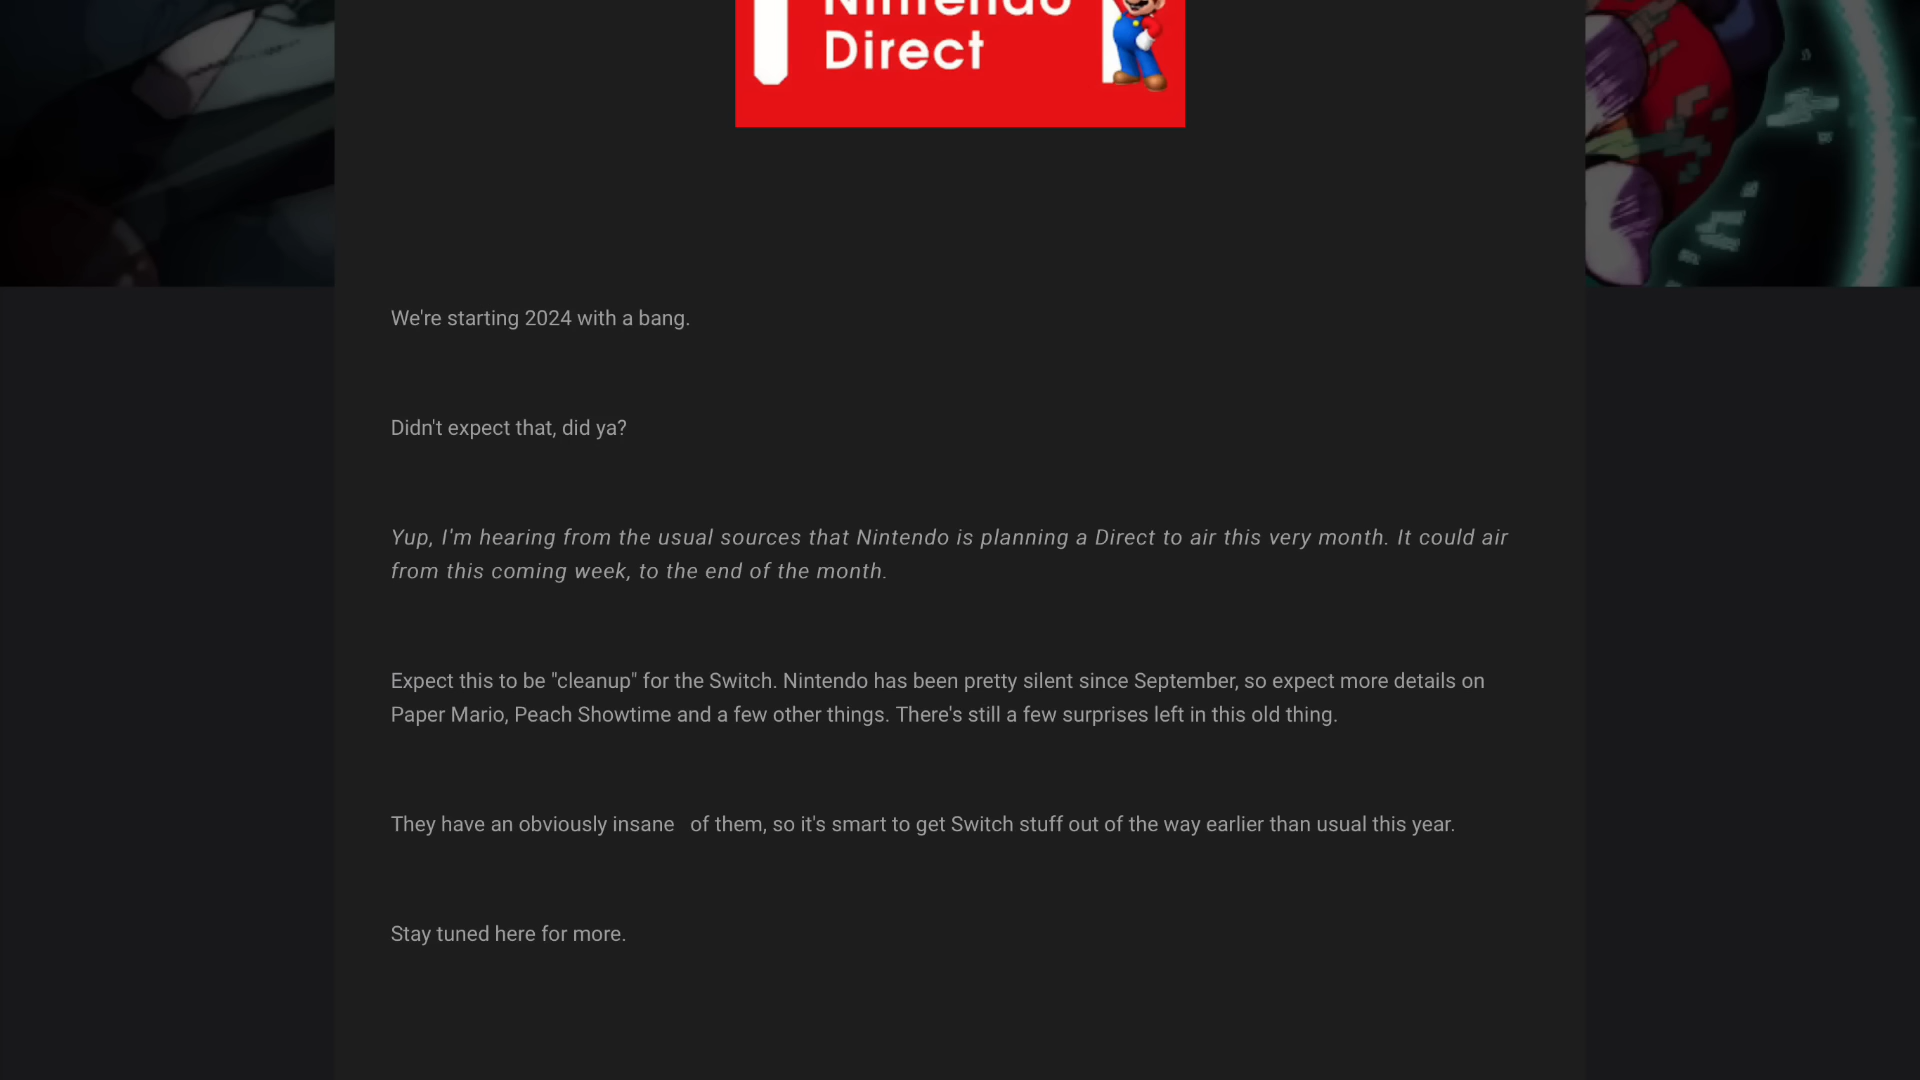 Nintendo
Direct
We're starting 2024 with a bang.
Didn't expect that, did ya?
Yup, I'm hearing from the usual sources that Nintendo is planning a Direct to air this very month. It could air
from this coming week, to the end of the month.
Expect this to be "cleanup" for the Switch. Nintendo has been pretty silent since September, so expect more details on
Paper Mario, Peach Showtime and a few other things. There's still a few surprises left in this old thing.
They have an obviously insane of them, so it's smart to get Switch stuff out of the way earlier than usual this year.
Stay tuned here for more.